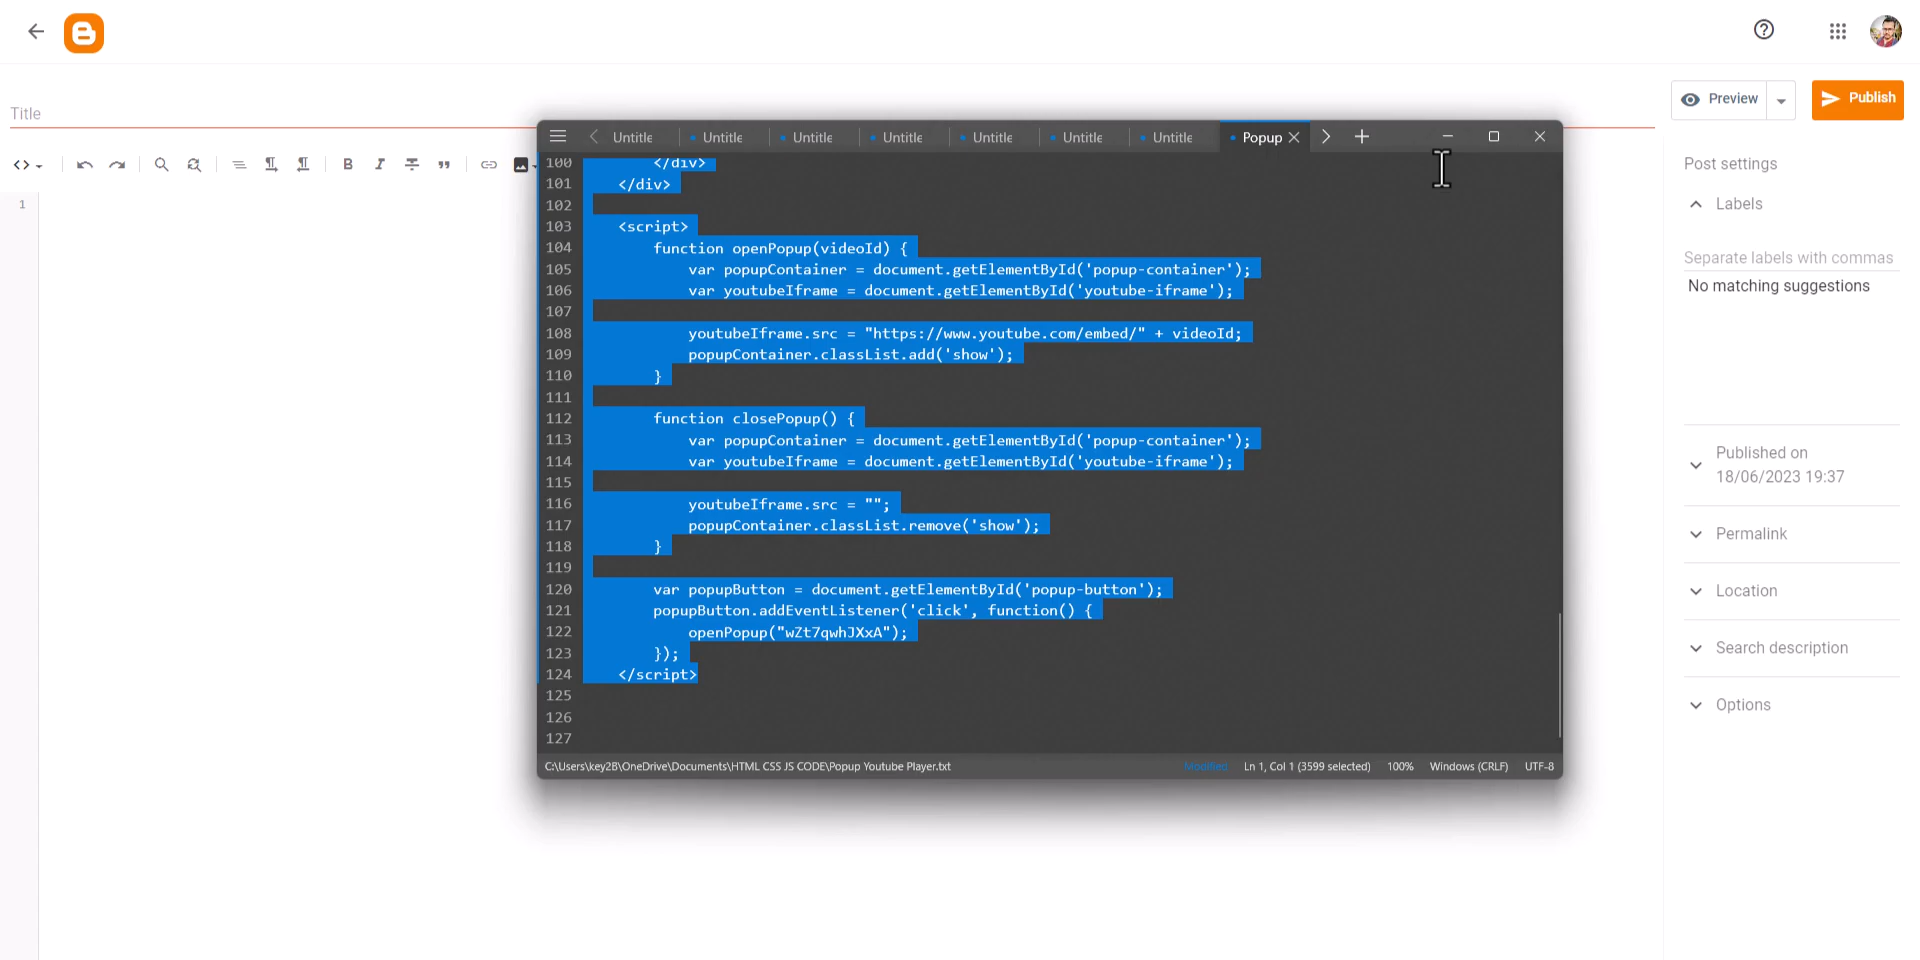 Title
Preview
Publish
1
B
Untitle
Untitle
Untitle
Untitle
Untitle
Untitle
Untitle
Popup
100 </div>
101 </div>
102
103 <script>
104 function openPopup(videoId) {
105 var popupContainer = document.getElementById('popup-container');
106 var youtubeIframe = document.getElementById('youtube-iframe');
107
108 youtubeIframe.src = "https://www.youtube.com/embed/" + videoId;
109 popupContainer.classList.add('show');
110 }
111
112 function closePopup() {
113 var popupContainer = document.getElementById('popup-container');
114 var youtubeIframe = document.getElementById('youtube-iframe');
115
116 youtubeIframe.src = "";
117 popupContainer.classList.remove('show');
118 }
119
120 var popupButton = document.getElementById('popup-button');
121 popupButton.addEventListener('click', function() {
122 openPopup("wZt7qwhJXxA");
123 });
124 </script>
125
126
127
C:\Users\key2B\OneDrive\Documents\HTML CSS JS CODE\Popup Youtube Player.txt
Modified Ln 1, Col 1 (3599 selected) 100% Windows (CRLF) UTF-8
Post settings
Labels
Separate labels with commas
No matching suggestions
Published on
18/06/2023 19:37
Permalink
Location
Search description
Options